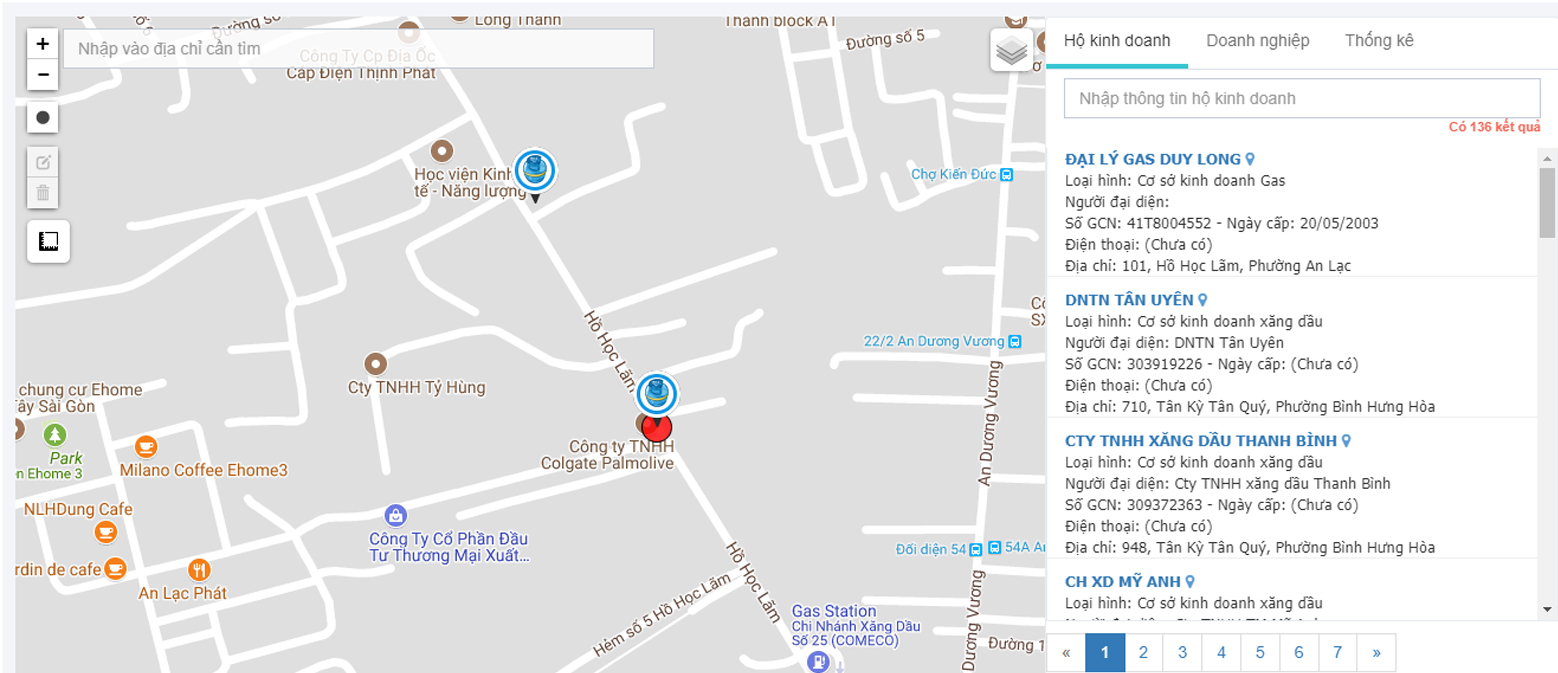 Long Thành
Đường số
Thành block A1
Đường số 5
+
−
Nhập vào địa chỉ cần tìm
Công Ty Cp Địa Ốc
Cáp Điện Thịnh Phát
Học viện Kinh
tế - Năng lượng
Chợ Kiến Đức
Hồ Học Lãm
22/2 An Dương Vương
An Dương Vương
Cty TNHH Tỷ Hùng
chung cư Ehome
Tây Sài Gòn
Park
Ehome 3
Milano Coffee Ehome3
Công ty TNHH
Colgate Palmolive
NLHDung Cafe
Công Ty Cổ Phần Đầu
Tư Thương Mại Xuất...
rdin de cafe
An Lạc Phát
Đối diện 54
54A
Hồ Học Lãm
Hẻm số 5 Hồ Học Lãm
Dương Vương
Gas Station
Chi Nhánh Xăng Dầu
Số 25 (COMECO)
Đường 1
Hộ kinh doanh
Doanh nghiệp
Thống kê
Nhập thông tin hộ kinh doanh
Có 136 kết quả
ĐẠI LÝ GAS DUY LONG
Loại hình: Cơ sở kinh doanh Gas
Người đại diện:
Số GCN: 41T8004552 - Ngày cấp: 20/05/2003
Điện thoại: (Chưa có)
Địa chỉ: 101, Hồ Học Lãm, Phường An Lạc
DNTN TÂN UYÊN
Loại hình: Cơ sở kinh doanh xăng dầu
Người đại diện: DNTN Tân Uyên
Số GCN: 303919226 - Ngày cấp: (Chưa có)
Điện thoại: (Chưa có)
Địa chỉ: 710, Tân Kỳ Tân Quý, Phường Bình Hưng Hòa
CTY TNHH XĂNG DẦU THANH BÌNH
Loại hình: Cơ sở kinh doanh xăng dầu
Người đại diện: Cty TNHH xăng dầu Thanh Bình
Số GCN: 309372363 - Ngày cấp: (Chưa có)
Điện thoại: (Chưa có)
Địa chỉ: 948, Tân Kỳ Tân Quý, Phường Bình Hưng Hòa
CH XD MỸ ANH
Loại hình: Cơ sở kinh doanh xăng dầu
« 1 2 3 4 5 6 7 »